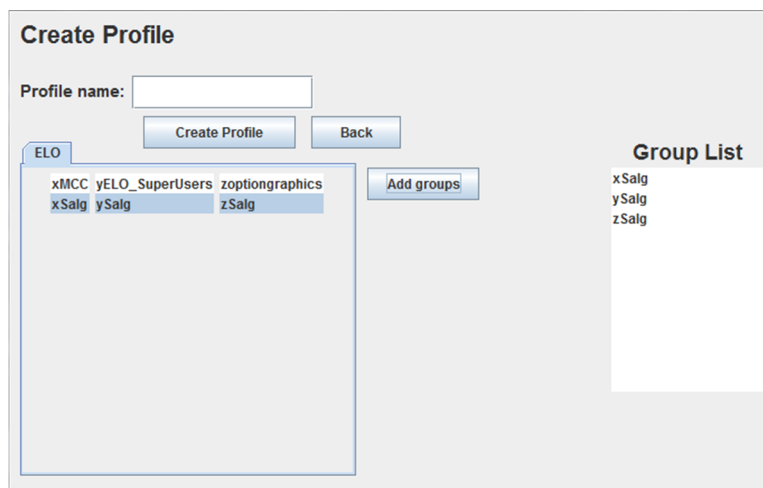 Create Profile
Profile name:
Create Profile Back
ELO
Group List
xMCC yELO_SuperUsers zoptiongraphics
xSalg ySalg zSalg
Add groups
xSalg
ySalg
zSalg